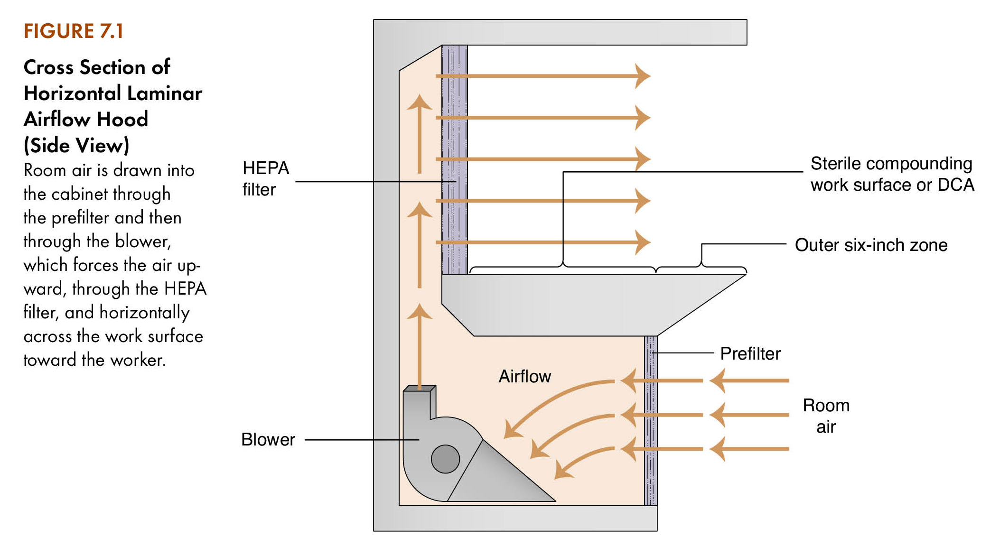 FIGURE 7.1
Cross Section of
Horizontal Laminar
Airflow Hood
(Side View)
Room air is drawn into
the cabinet through
the prefilter and then
through the blower,
which forces the air up-
ward, through the HEPA
filter, and horizontally
across the work surface
toward the worker.
HEPA
filter
Sterile compounding
work surface or DCA
Outer six-inch zone
Prefilter
Airflow
Room
air
Blower